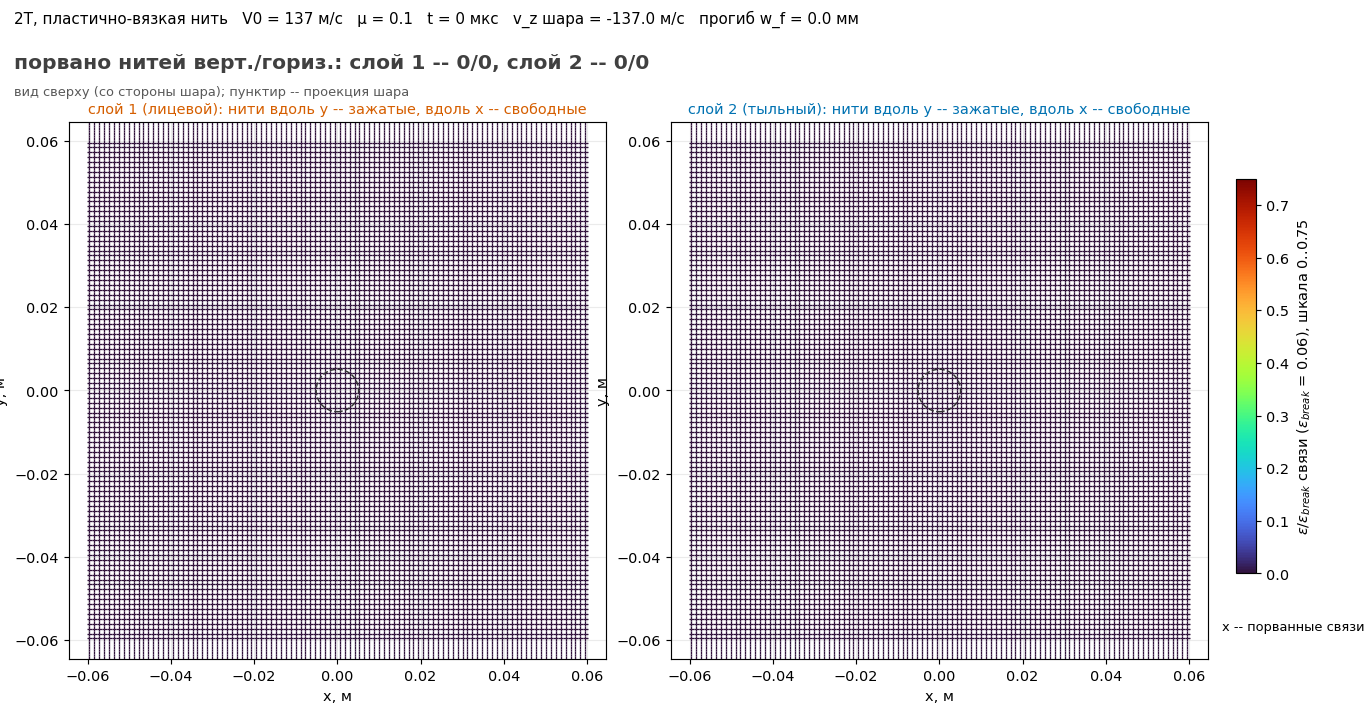 2T, пластично-вязкая нить   V0 = 137 м/с   μ = 0.1   t = 0 мкс   v_z шара = -137.0 м/с   прогиб w_f = 0.0 мм
порвано нитей верт./гориз.: слой 1 -- 0/0, слой 2 -- 0/0
вид сверху (со стороны шара); пунктир -- проекция шара
слой 1 (лицевой): нити вдоль y -- зажатые, вдоль x -- свободные
0.06
0.04
0.02
0.00
−0.02
−0.04
−0.06
y, м
−0.06 −0.04 −0.02 0.00 0.02 0.04 0.06
x, м
слой 2 (тыльный): нити вдоль y -- зажатые, вдоль x -- свободные
0.06
0.04
0.02
0.00
−0.02
−0.04
−0.06
y, м
−0.06 −0.04 −0.02 0.00 0.02 0.04 0.06
x, м
0.7
0.6
0.5
0.4
0.3
0.2
0.1
0.0
ε/ε_break связи (ε_break = 0.06), шкала 0..0.75
x -- порванные связи